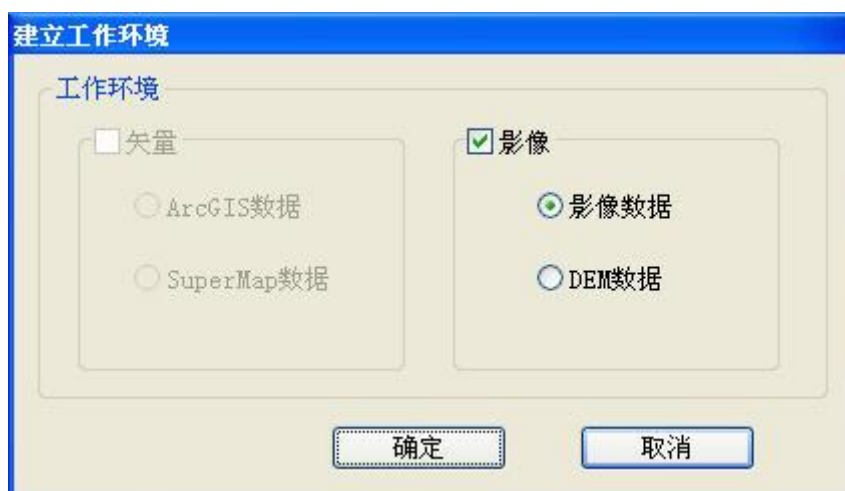 建立工作环境
工作环境
矢量
ArcGIS数据
SuperMap数据
影像
影像数据
DEM数据
确定
取消